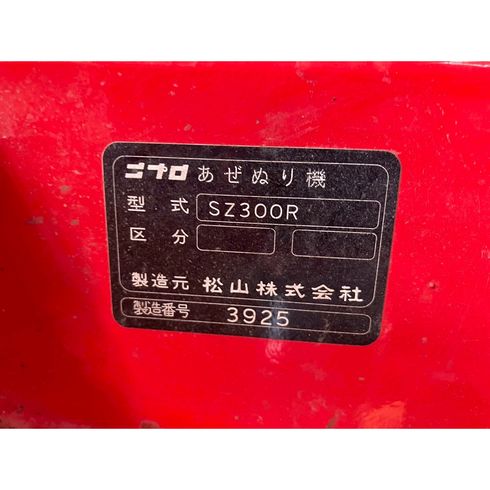 ニプロ あぜぬり機
型式 SZ300R
区分
製造元 松山株式会社
製造番号 3925